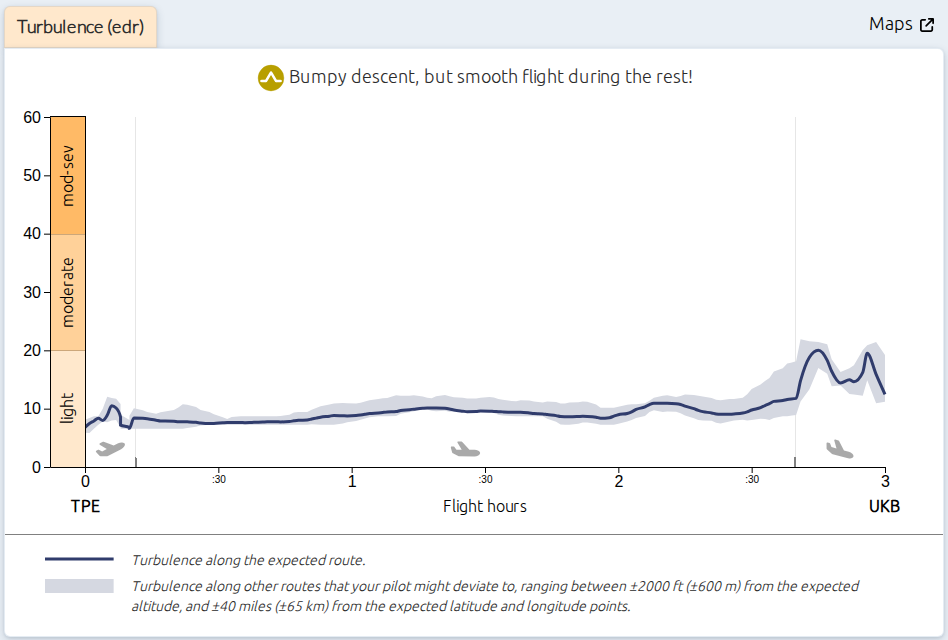 Turbulence (edr)
Maps
Bumpy descent, but smooth flight during the rest!
60
50
40
30
20
10
0
mod-sev
moderate
light
0
:30
1
:30
2
:30
3
TPE
Flight hours
UKB
Turbulence along the expected route.
Turbulence along other routes that your pilot might deviate to, ranging between ±2000 ft (±600 m) from the expected
altitude, and ±40 miles (±65 km) from the expected latitude and longitude points.